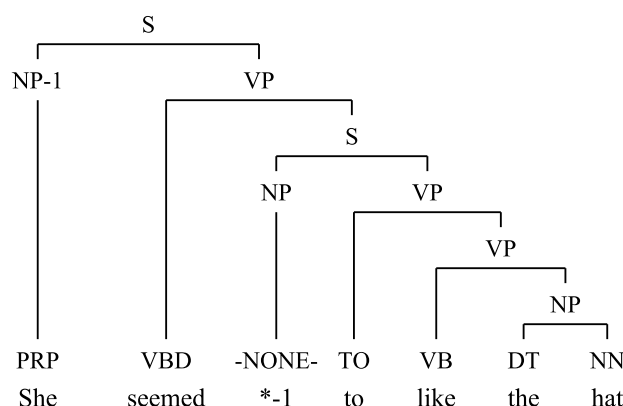 S
NP-1 VP
S
NP VP
VP
NP
PRP VBD -NONE- TO VB DT NN
She seemed *-1 to like the hat